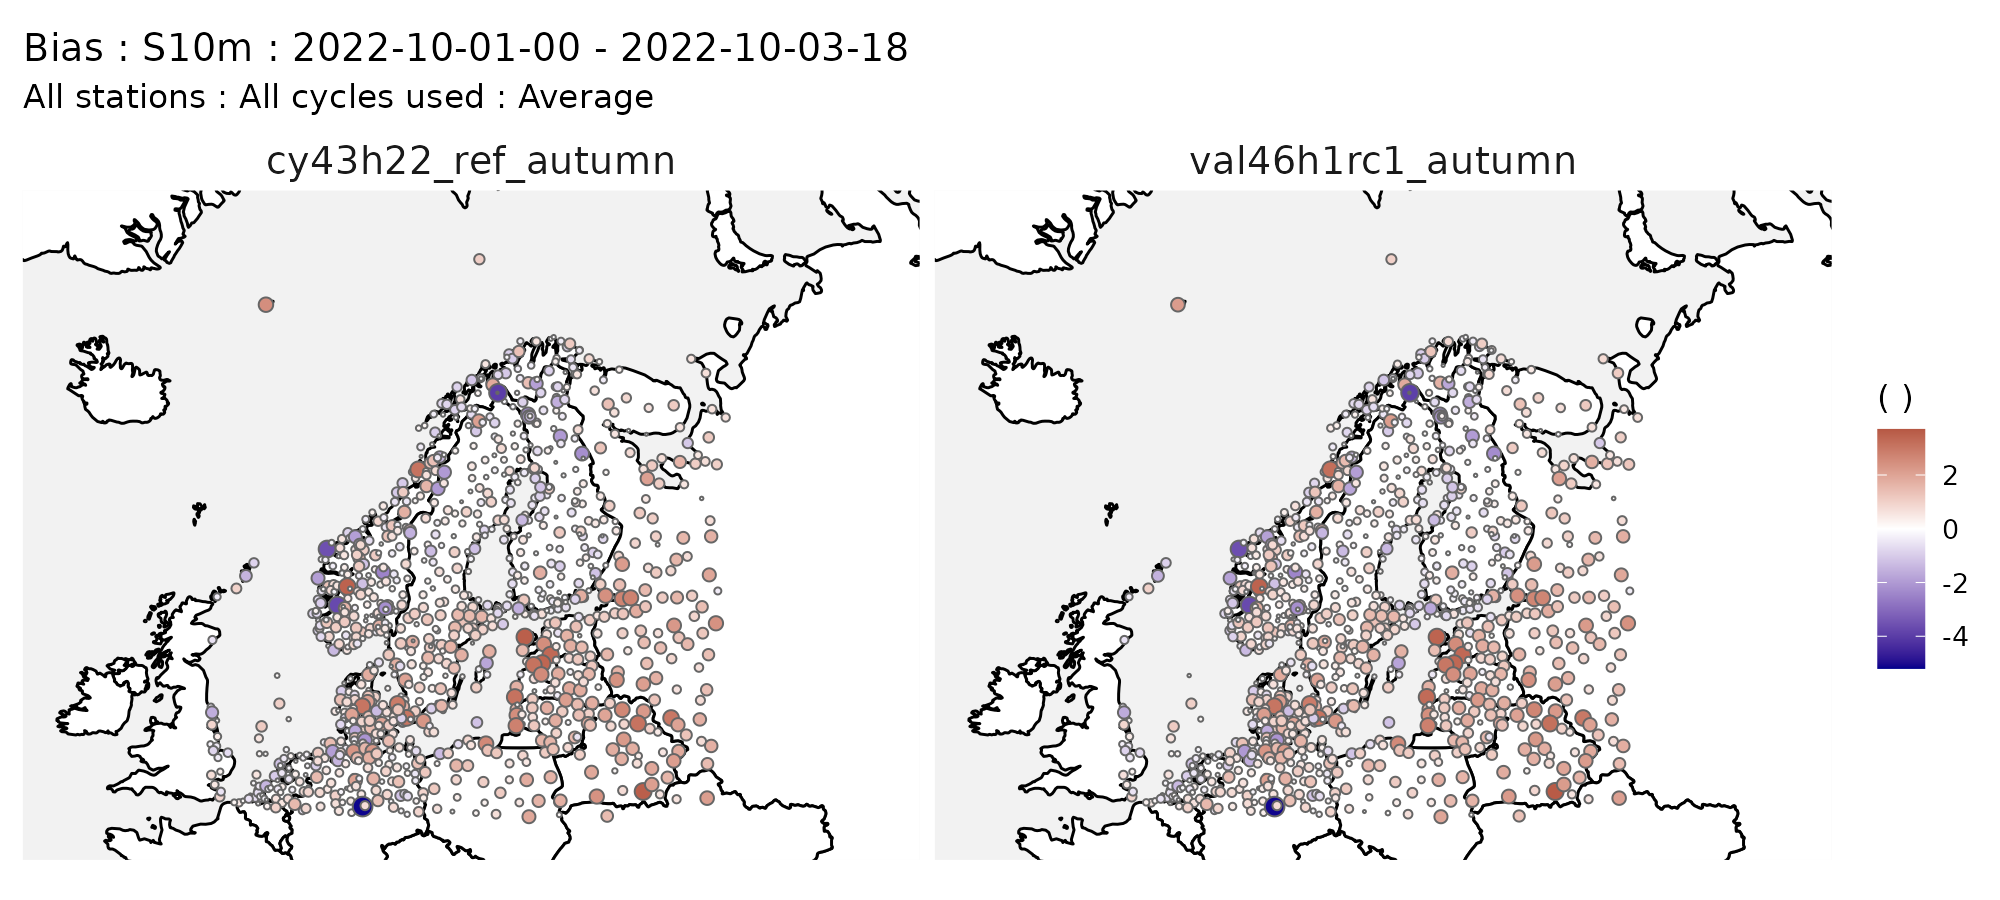 Bias : S10m : 2022-10-01-00 - 2022-10-03-18
All stations : All cycles used : Average
cy43h22_ref_autumn
val46h1rc1_autumn
( )
2
0
-2
-4